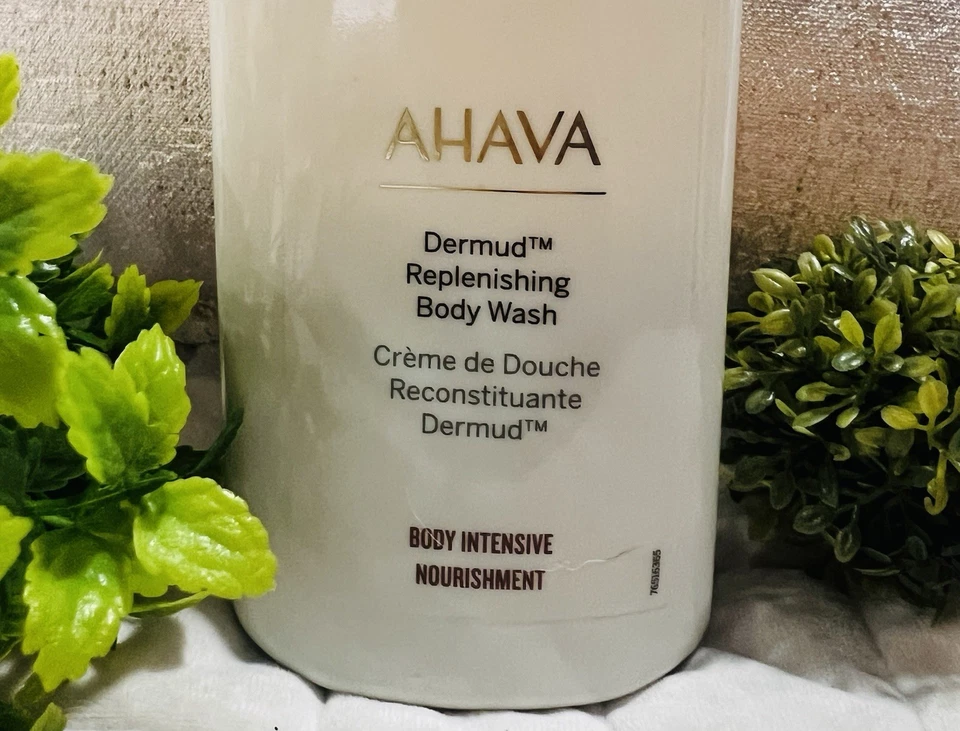 AHAVA
Dermud™
Replenishing
Body Wash
Crème de Douche
Reconstituante
Dermud™
BODY INTENSIVE
NOURISHMENT